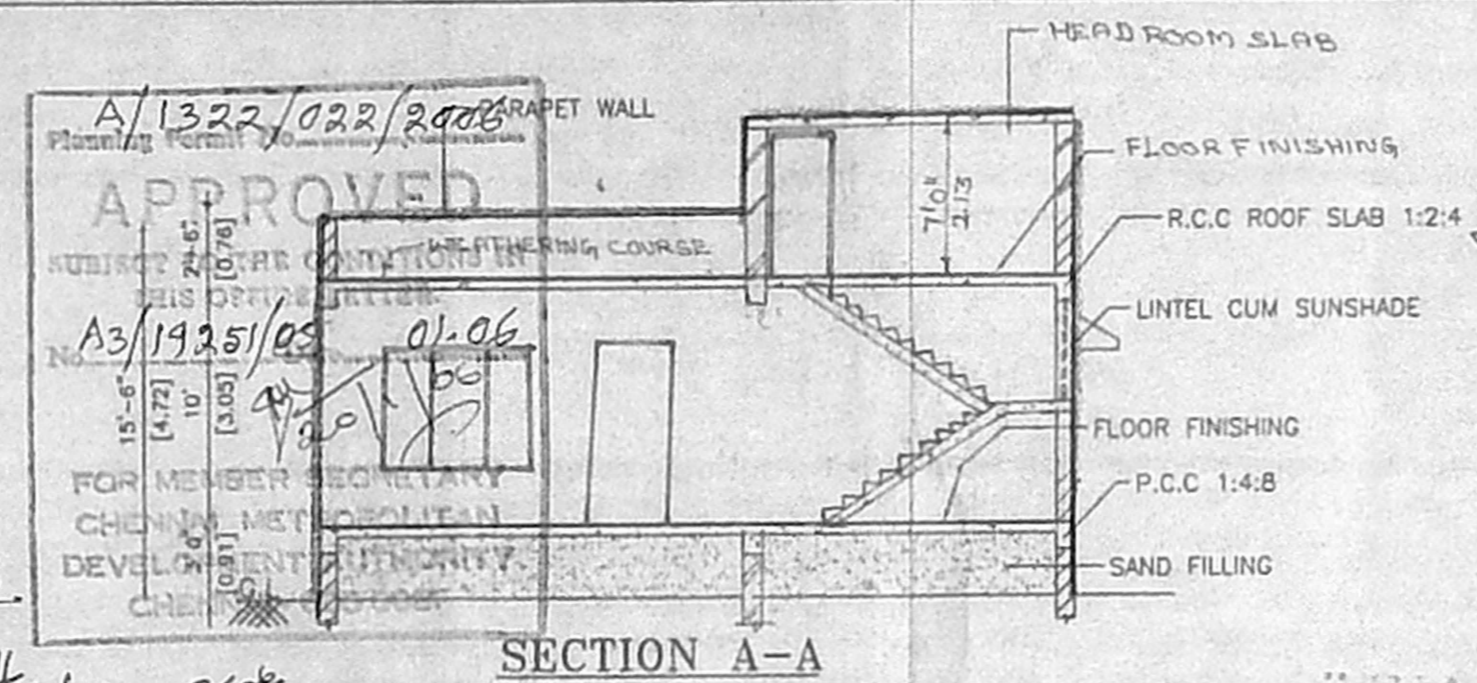 HEAD ROOM SLAB
A/1322/022/2006
PARAPET WALL
Planning Permit No.
FLOOR FINISHING
APPROVED
7'0"
2.13
R.C.C ROOF SLAB 1:2:4
2'-6"
[0.76]
WEATHERING COURSE
SUBJECT TO THE CONDITIONS IN
THIS OFFICE LETTER.
LINTEL CUM SUNSHADE
No. A3/19251/05
01.06
06
15'-6"
[4.72]
10'
[3.05]
FLOOR FINISHING
FOR MEMBER SECRETARY
P.C.C 1:4:8
CHENNAI METROPOLITAN
DEVELOPMENT AUTHORITY.
3'0"
[0.91]
SAND FILLING
CHENNAI
SECTION A-A